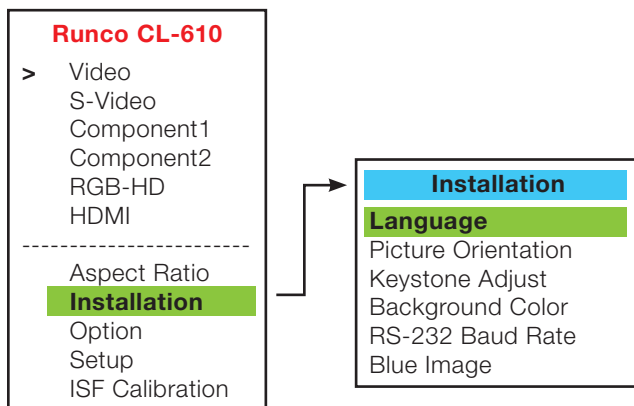 Runco CL-610
> Video
S-Video
Component1
Component2
RGB-HD
HDMI
Aspect Ratio
Installation
Option
Setup
ISF Calibration
Installation
Language
Picture Orientation
Keystone Adjust
Background Color
RS-232 Baud Rate
Blue Image